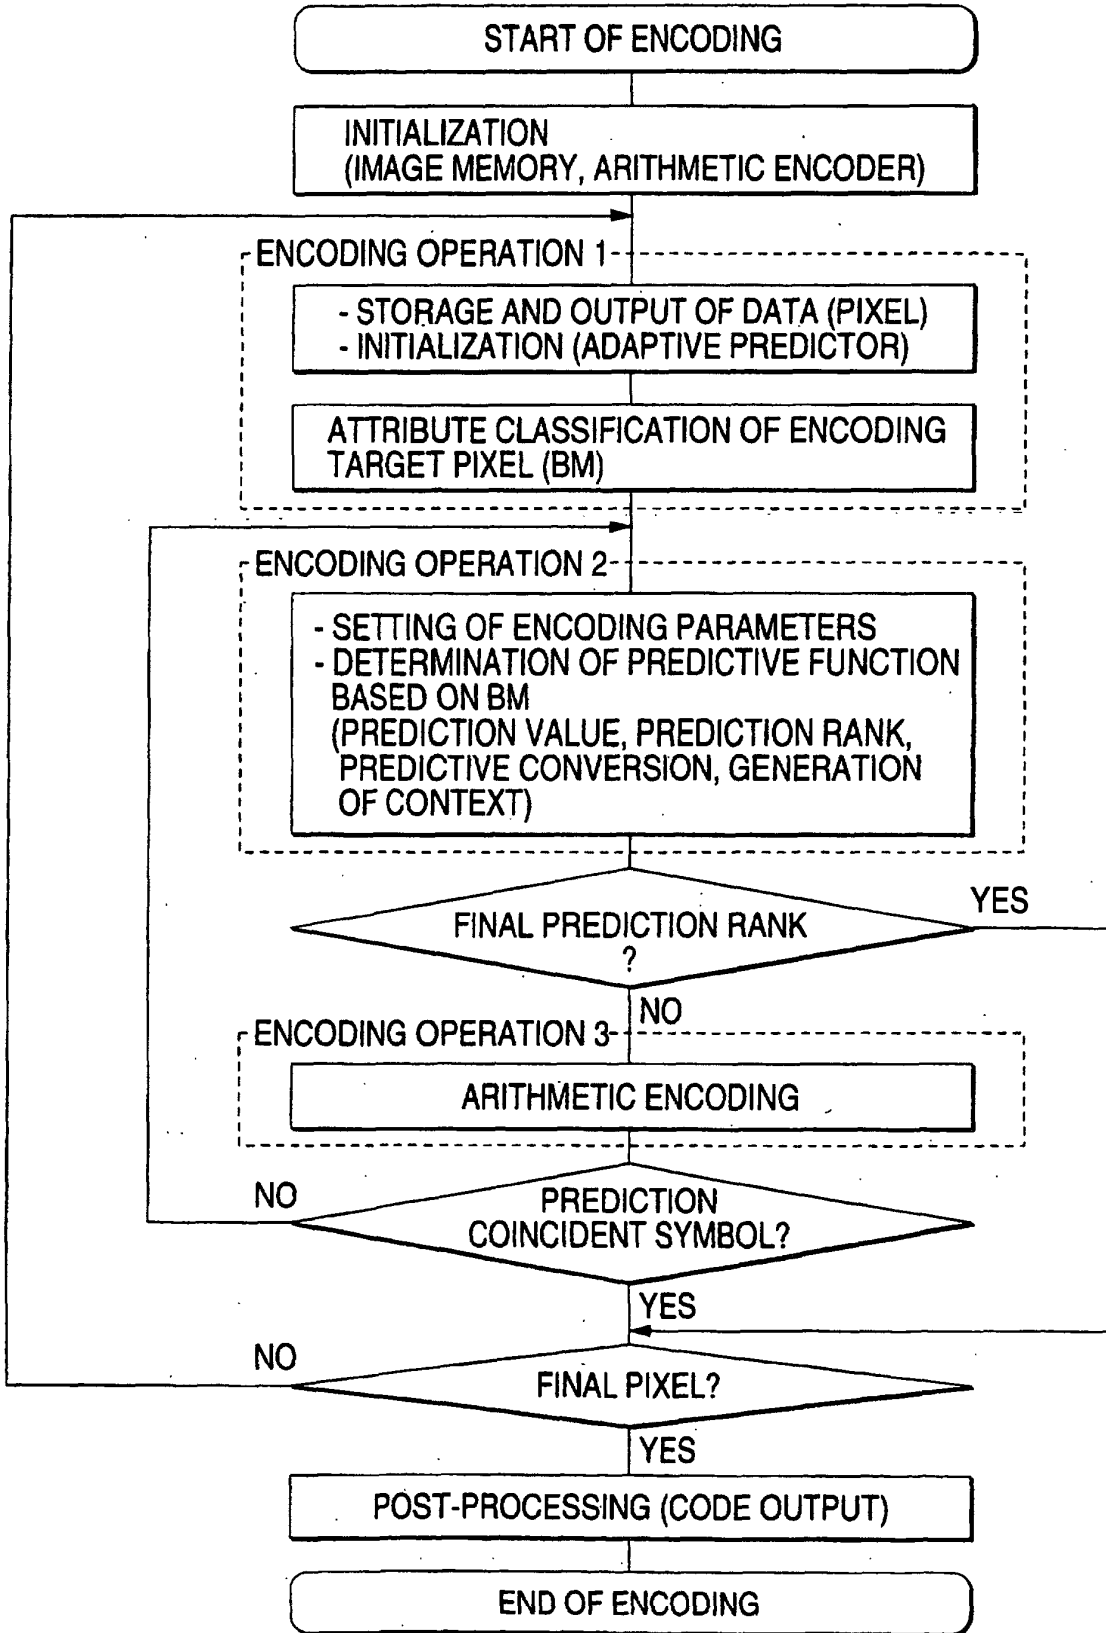 START OF ENCODING
INITIALIZATION
(IMAGE MEMORY, ARITHMETIC ENCODER)
ENCODING OPERATION 1
- STORAGE AND OUTPUT OF DATA (PIXEL)
- INITIALIZATION (ADAPTIVE PREDICTOR)
ATTRIBUTE CLASSIFICATION OF ENCODING
TARGET PIXEL (BM)
ENCODING OPERATION 2
- SETTING OF ENCODING PARAMETERS
- DETERMINATION OF PREDICTIVE FUNCTION
BASED ON BM
(PREDICTION VALUE, PREDICTION RANK,
PREDICTIVE CONVERSION, GENERATION
OF CONTEXT)
YES
FINAL PREDICTION RANK
?
NO
ENCODING OPERATION 3
ARITHMETIC ENCODING
NO
PREDICTION
COINCIDENT SYMBOL?
YES
NO
FINAL PIXEL?
YES
POST-PROCESSING (CODE OUTPUT)
END OF ENCODING